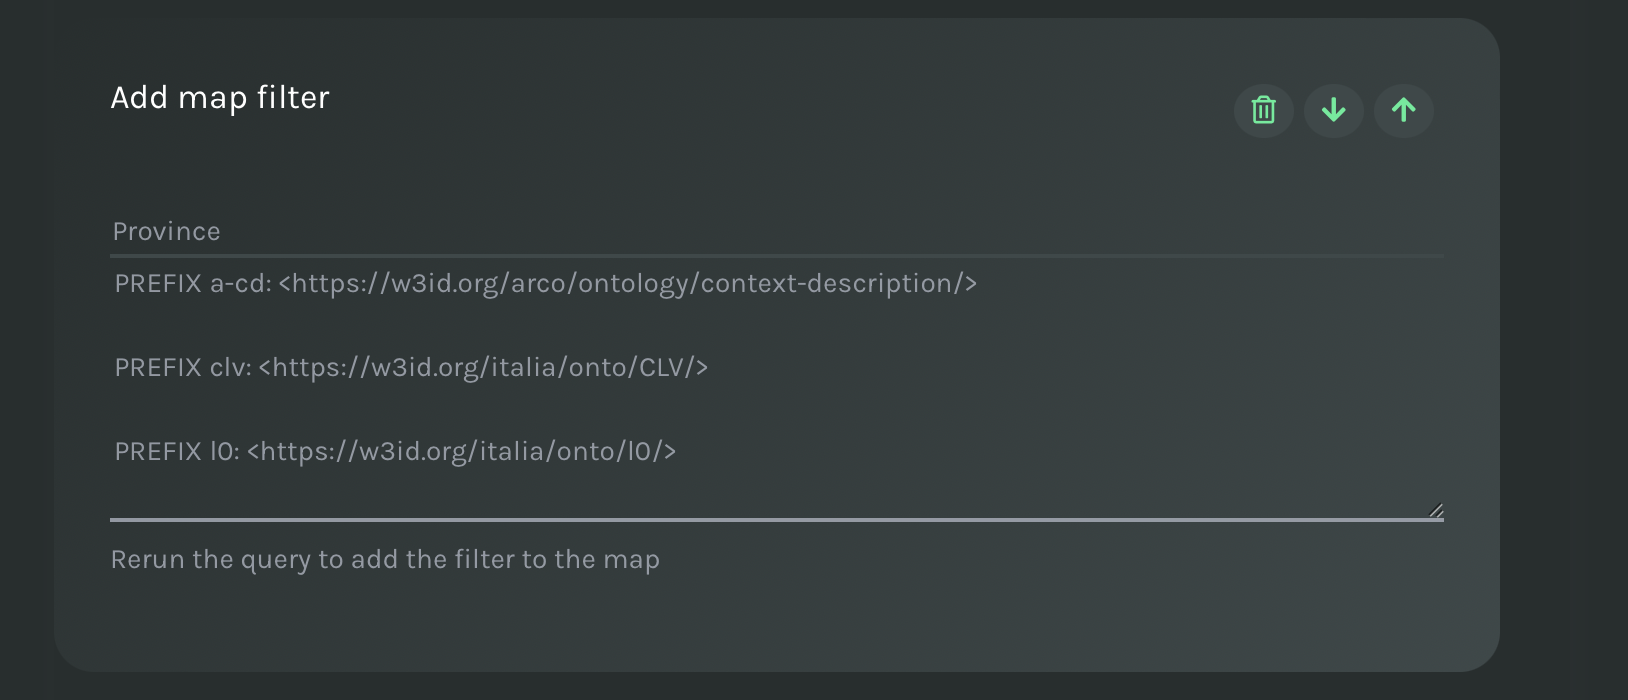 Add map filter
Province
PREFIX a-cd: <https://w3id.org/arco/ontology/context-description/>
PREFIX clv: <https://w3id.org/italia/onto/CLV/>
PREFIX l0: <https://w3id.org/italia/onto/l0/>
Rerun the query to add the filter to the map